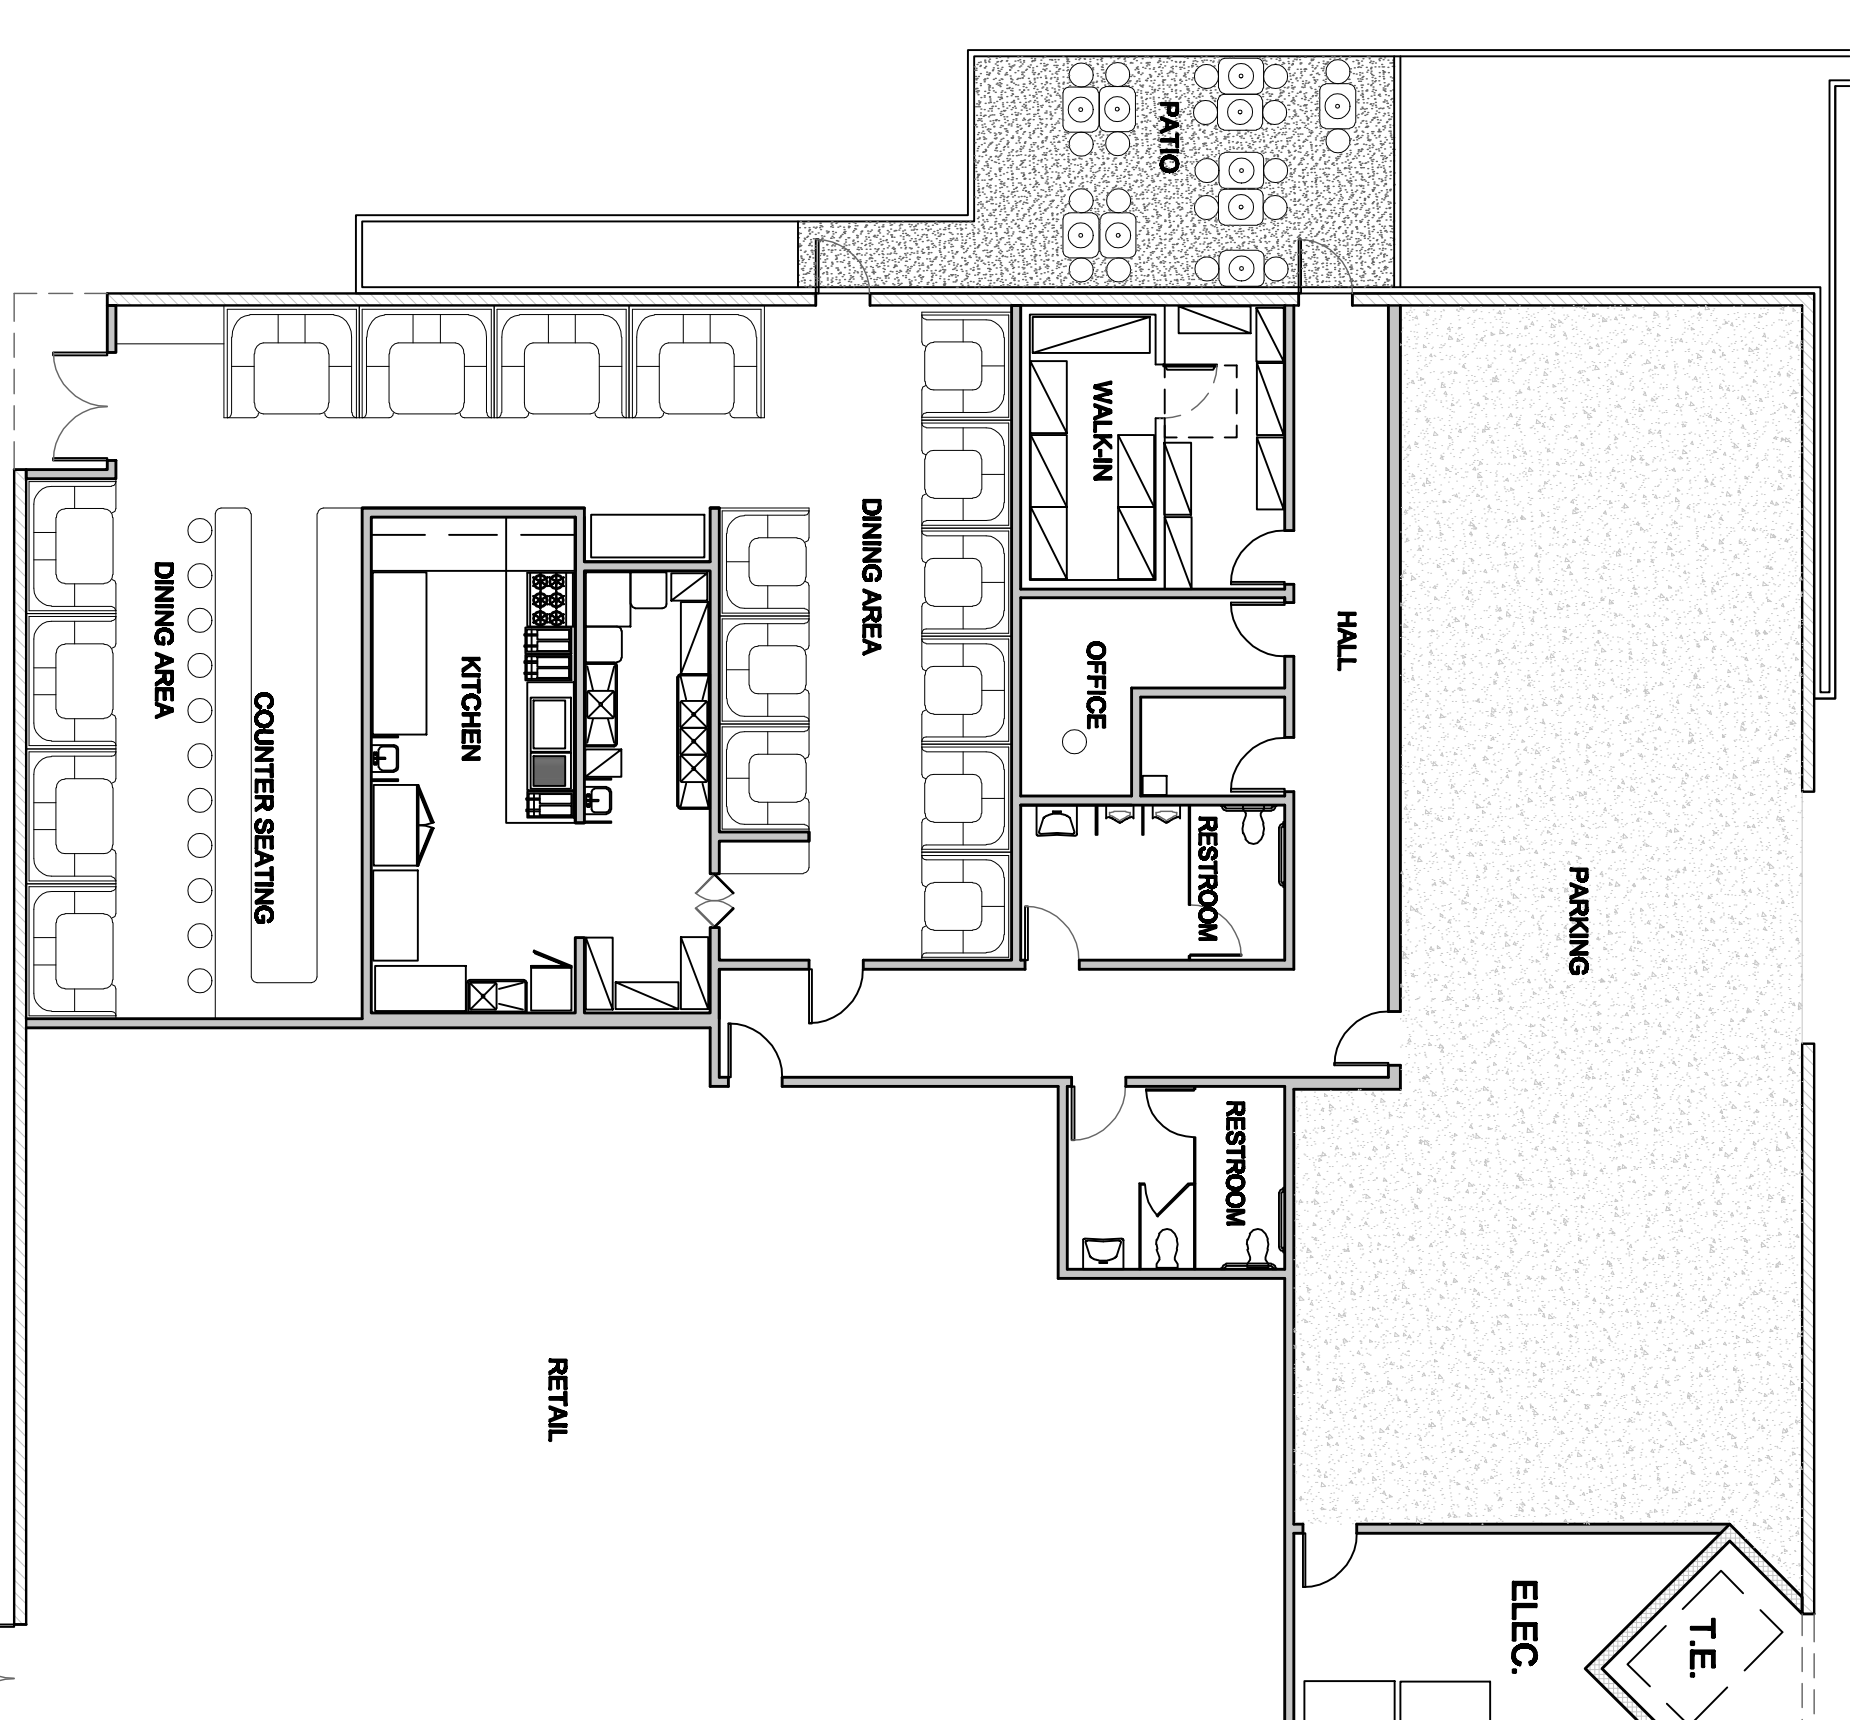 PATIO
WALK-IN
DINING AREA
HALL
OFFICE
DINING AREA
KITCHEN
COUNTER SEATING
RESTROOM
PARKING
RESTROOM
RETAIL
ELEC.
T.E.